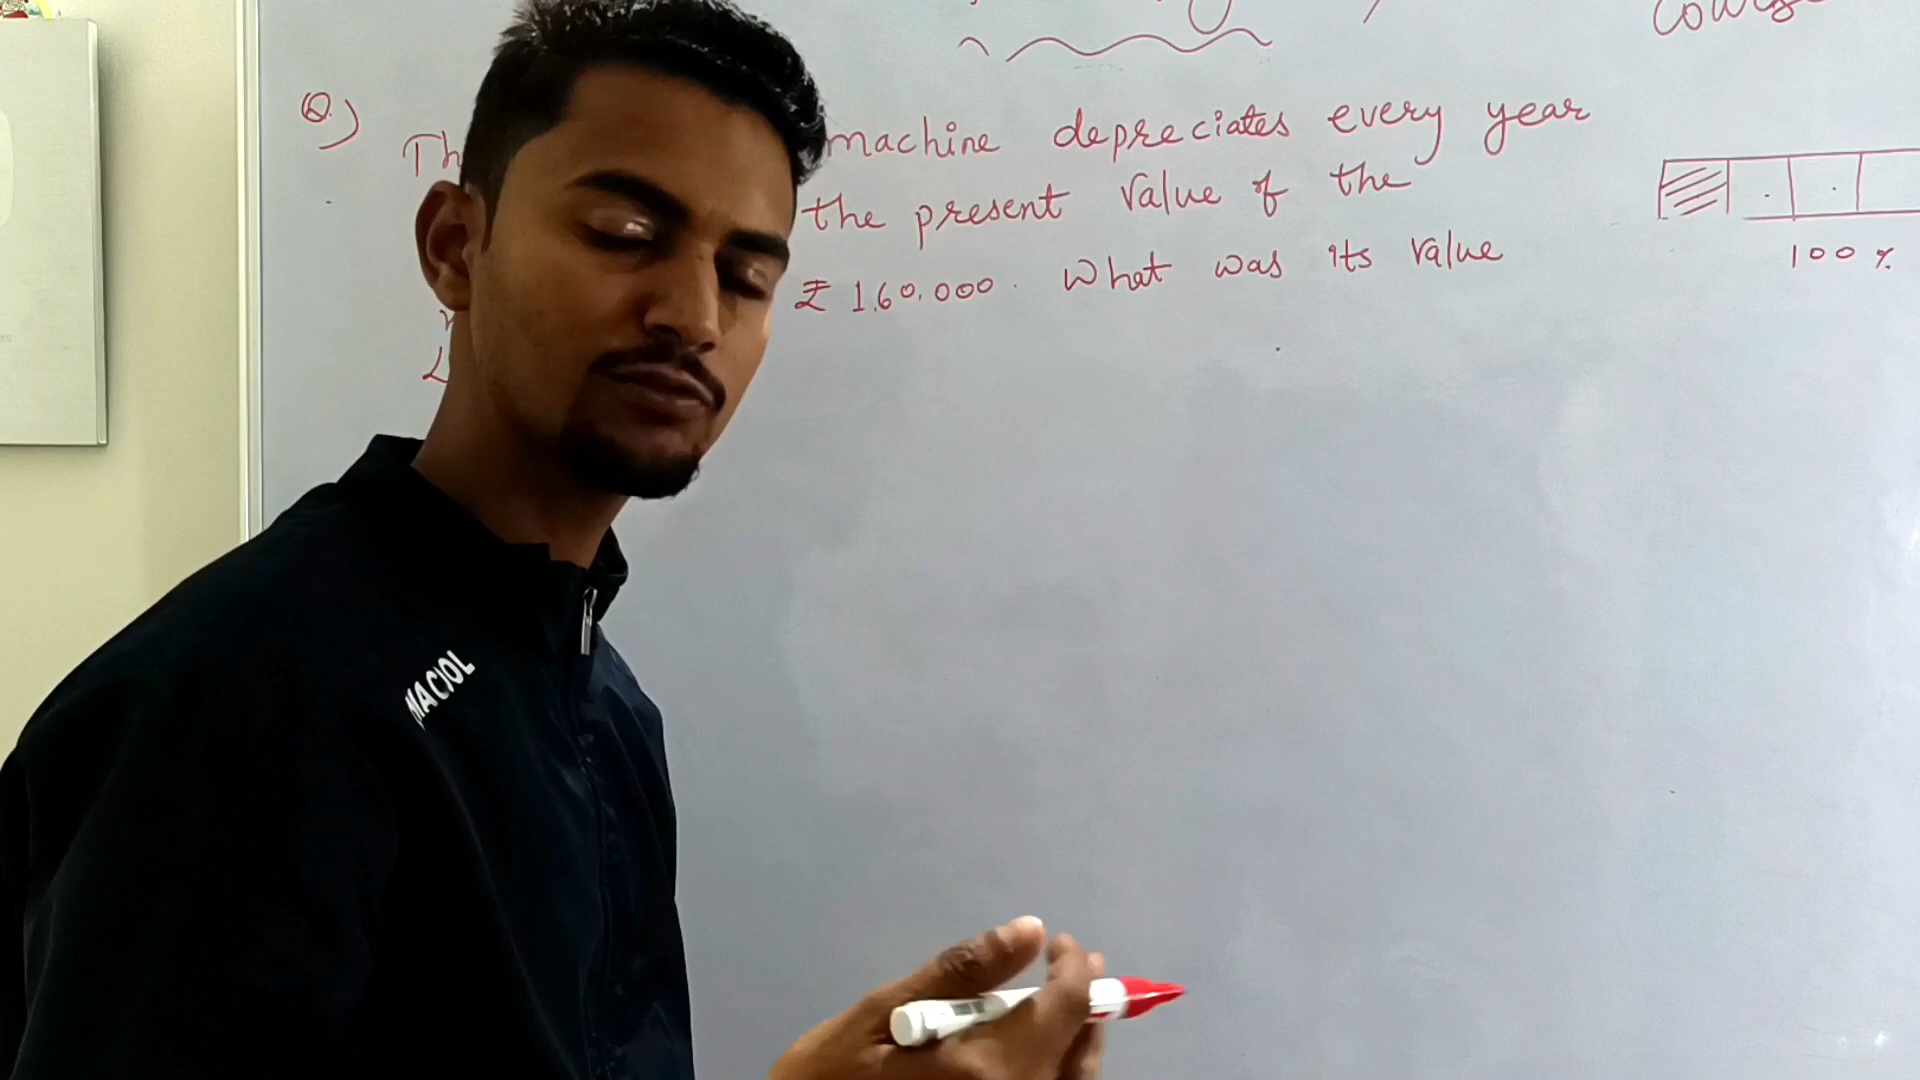 Course
Q.) Th machine depreciates every year
the present value of the
₹ 1,60,000. What was its value
100 %
MACIOL